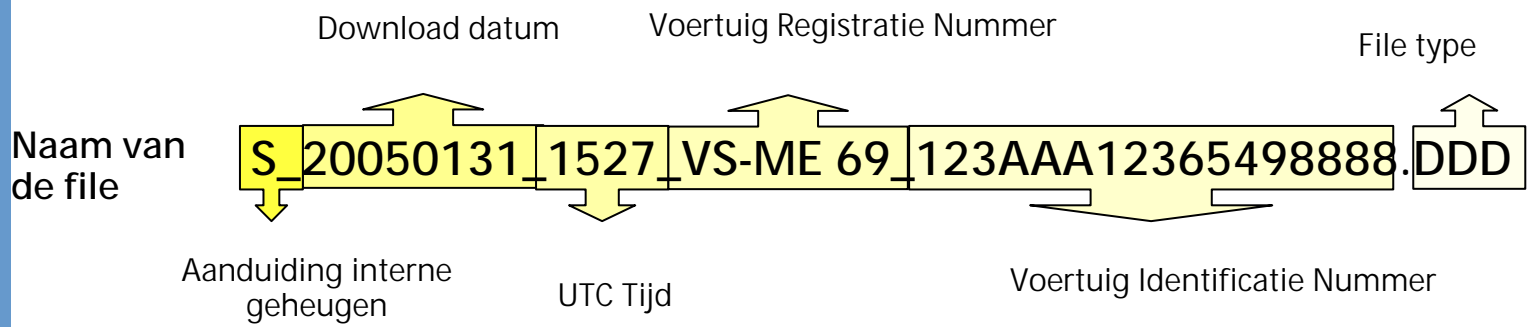 Download datum
Voertuig Registratie Nummer
File type
Naam van
de file
S_20050131_1527_VS-ME 69_123AAA12365498888.DDD
Aanduiding interne
geheugen
UTC Tijd
Voertuig Identificatie Nummer